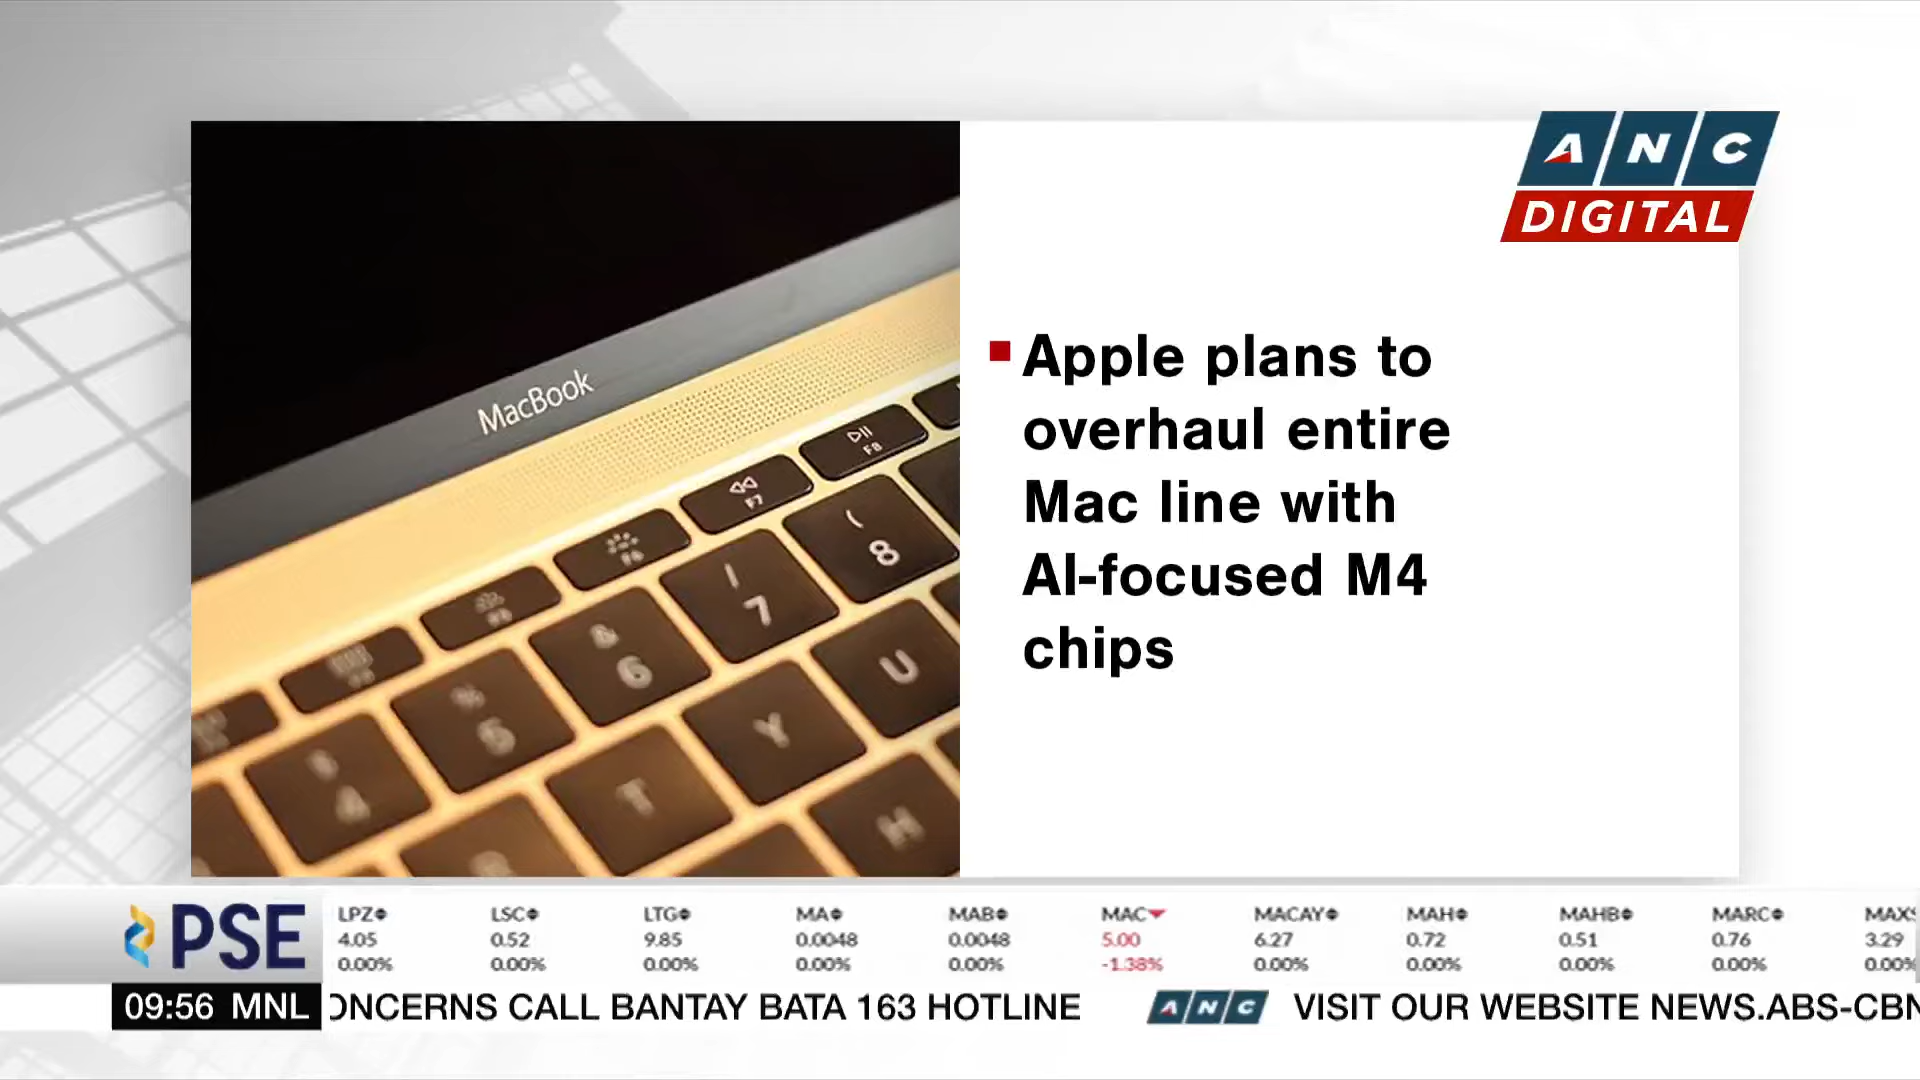 ANC
DIGITAL
MacBook
Apple plans to
overhaul entire
Mac line with
AI-focused M4
chips
F8
F7
(
8
7
&
6
U
%
5
Y
4
T
H
PSE
LPZ LSC LTG MA MAB MAC MACAY MAH MAHB MARC
4.05 0.52 9.85 0.0048 0.0048 5.00 6.27 0.72 0.51 0.76 3.29
0.00% 0.00% 0.00% 0.00% 0.00% -1.38% 0.00% 0.00% 0.00% 0.00% 0.00%
09:56 MNL
ONCERNS CALL BANTAY BATA 163 HOTLINE ANC VISIT OUR WEBSITE NEWS.ABS-CBN